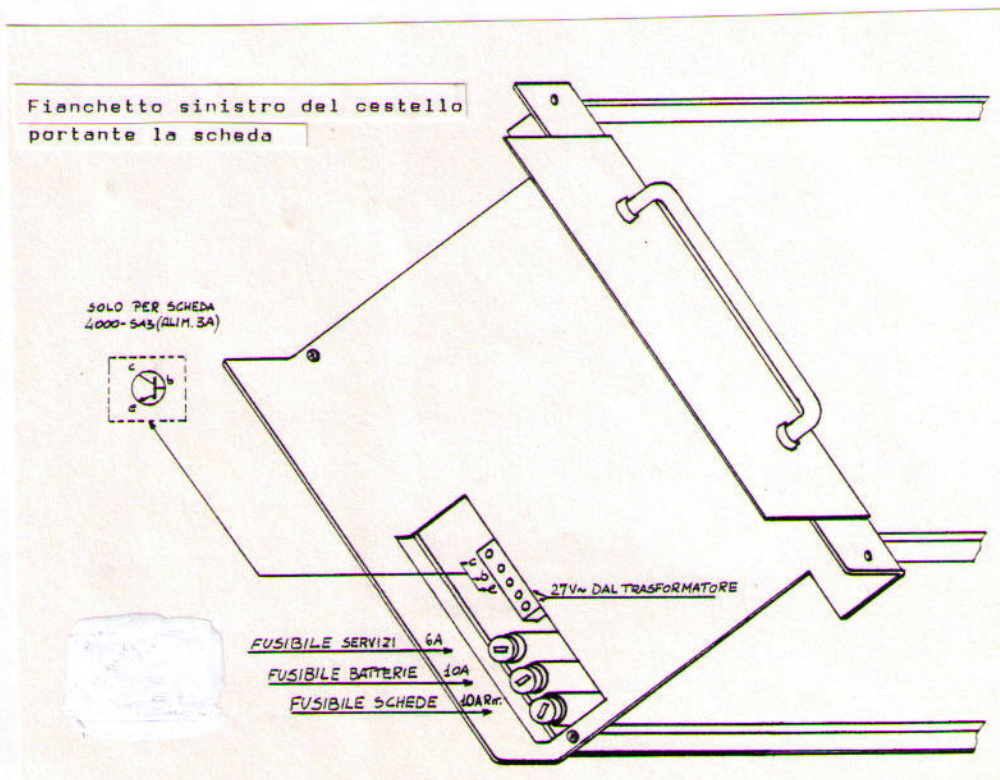 Fianchetto sinistro del cestello
portante la scheda
SOLO PER SCHEDA
4000-SA3 (ALIM. 3A)
c
b
e
c
b
e
27V~ DAL TRASFORMATORE
FUSIBILE SERVIZI 6A
FUSIBILE BATTERIE 10A
FUSIBILE SCHEDE 10A Rit.